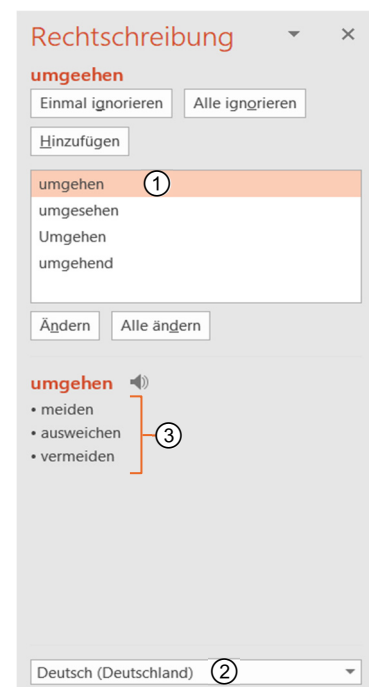 Rechtschreibung
umgeehen
Einmal ignorieren Alle ignorieren
Hinzufügen
umgehen ①
umgesehen
Umgehen
umgehend
Ändern Alle ändern
umgehen
• meiden
• ausweichen ③
• vermeiden
Deutsch (Deutschland) ②